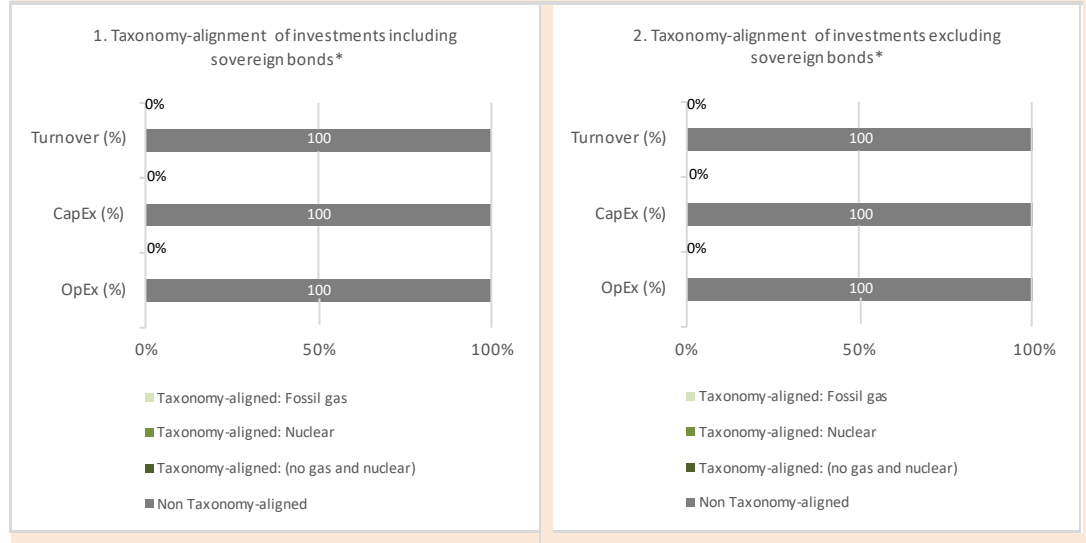 1. Taxonomy-alignment of investments including
sovereign bonds*
0%
Turnover (%)
100
0%
CapEx (%)
100
0%
OpEx (%)
100
0%
50%
100%
Taxonomy-aligned: Fossil gas
Taxonomy-aligned: Nuclear
Taxonomy-aligned: (no gas and nuclear)
Non Taxonomy-aligned
2. Taxonomy-alignment of investments excluding
sovereign bonds*
0%
Turnover (%)
100
0%
CapEx (%)
100
0%
OpEx (%)
100
0%
50%
100%
Taxonomy-aligned: Fossil gas
Taxonomy-aligned: Nuclear
Taxonomy-aligned: (no gas and nuclear)
Non Taxonomy-aligned